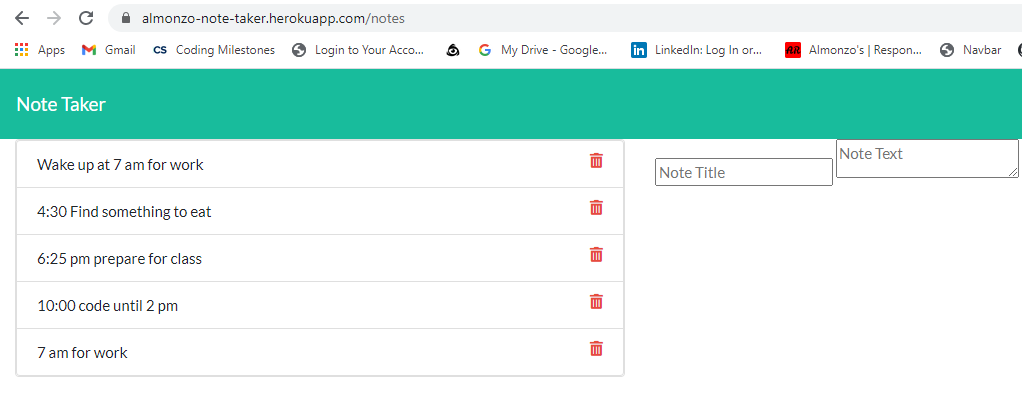 almonzo-note-taker.herokuapp.com/notes
Apps Gmail CS Coding Milestones Login to Your Acco... My Drive - Google... in LinkedIn: Log In or... RR Almonzo's | Respon... Navbar
Note Taker
Wake up at 7 am for work
4:30 Find something to eat
6:25 pm prepare for class
10:00 code until 2 pm
7 am for work
Note Title
Note Text